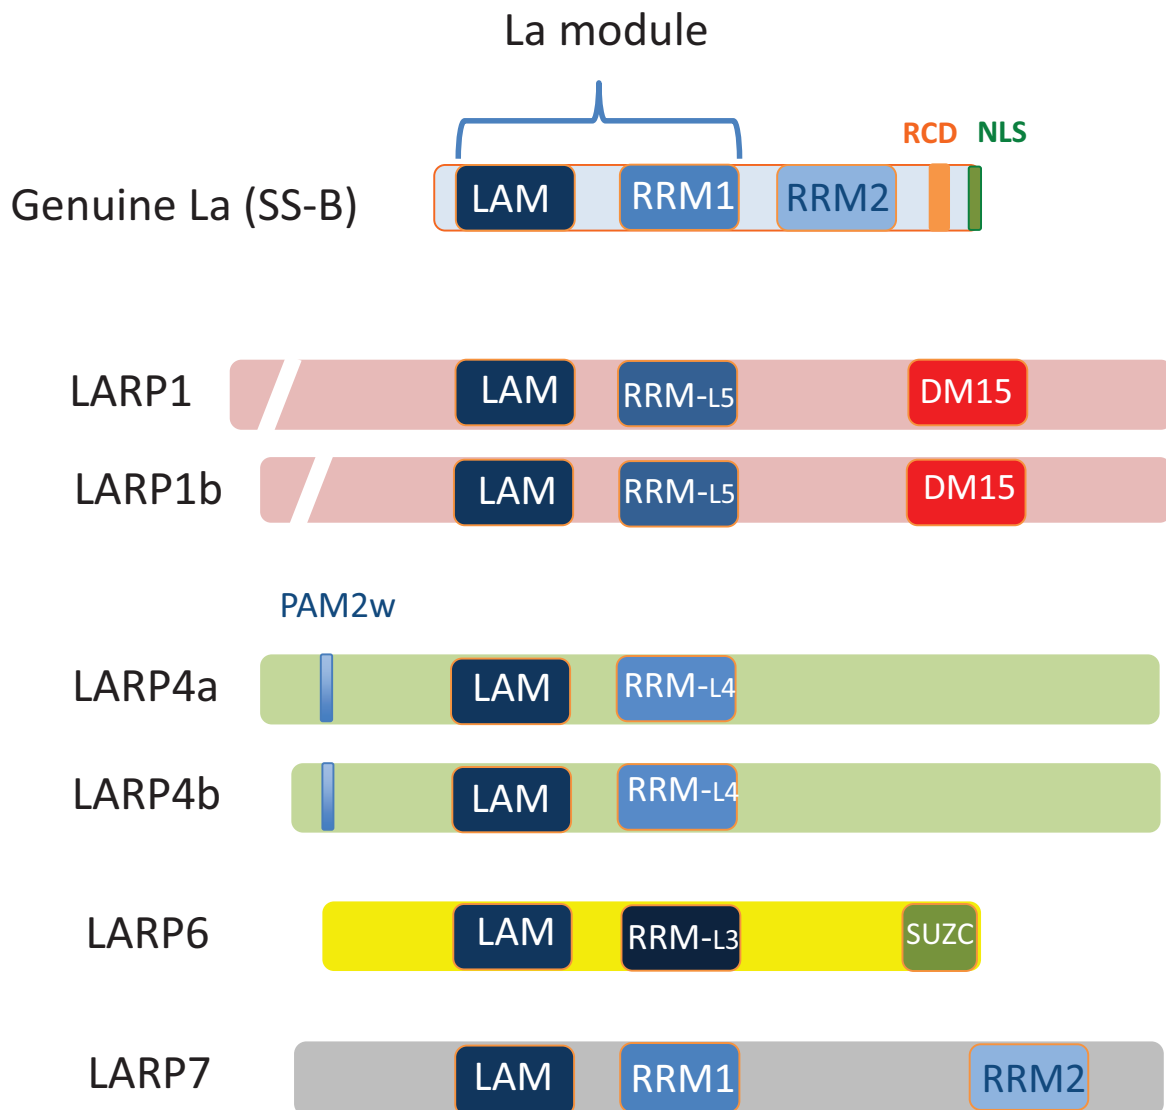 La module
RCD NLS
Genuine La (SS-B) LAM RRM1 RRM2
LARP1 LAM RRM-L5 DM15
LARP1b LAM RRM-L5 DM15
PAM2w
LARP4a LAM RRM-L4
LARP4b LAM RRM-L4
LARP6 LAM RRM-L3 SUZC
LARP7 LAM RRM1 RRM2